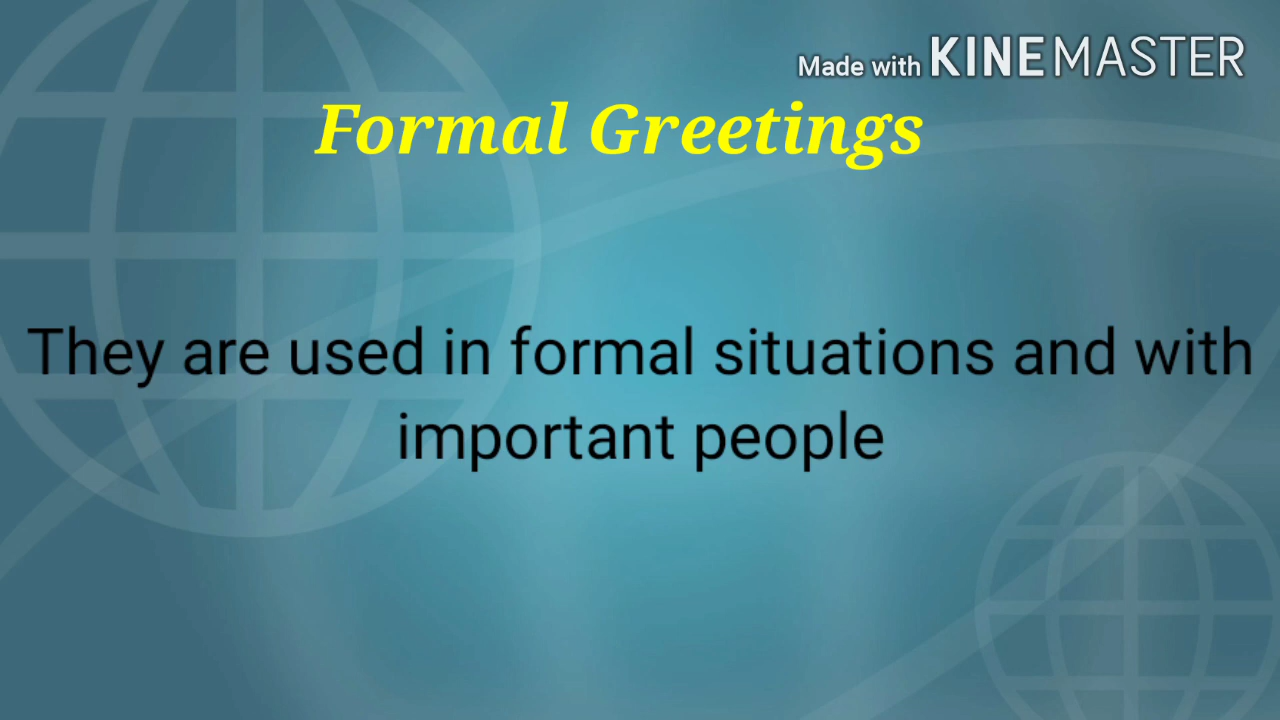 Made with KINEMASTER
Formal Greetings
They are used in formal situations and with
important people